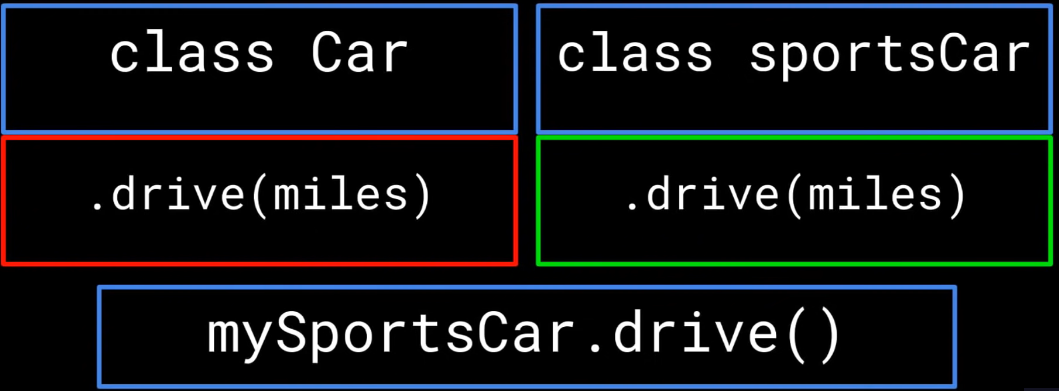 class Car
class sportsCar
.drive(miles)
.drive(miles)
mySportsCar.drive()